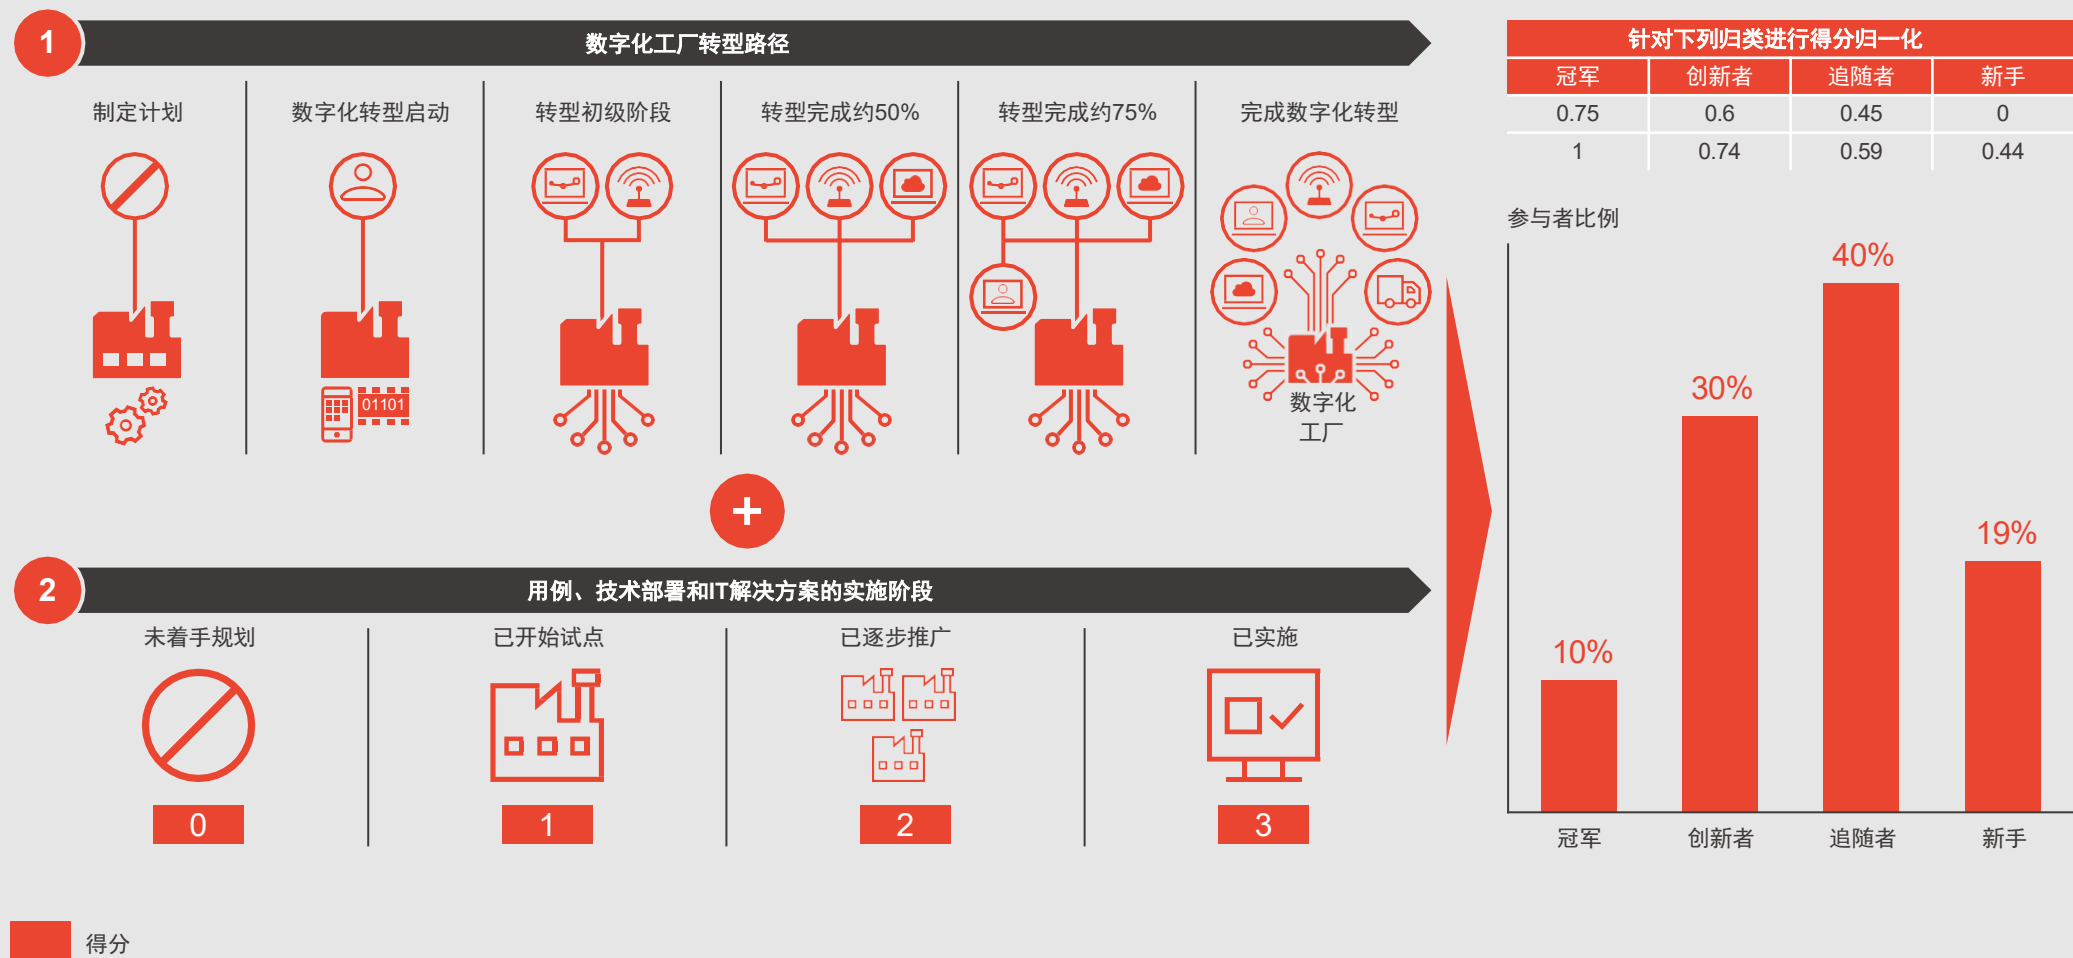 1
数字化工厂转型路径
制定计划
数字化转型启动
转型初级阶段
转型完成约50%
转型完成约75%
完成数字化转型
01101
数字化
工厂
+
2
用例、技术部署和IT解决方案的实施阶段
未着手规划
已开始试点
已逐步推广
已实施
0
1
2
3
得分
针对下列归类进行得分归一化
冠军 创新者 追随者 新手
0.75 0.6 0.45 0
1 0.74 0.59 0.44
参与者比例
10%
30%
40%
19%
冠军 创新者 追随者 新手